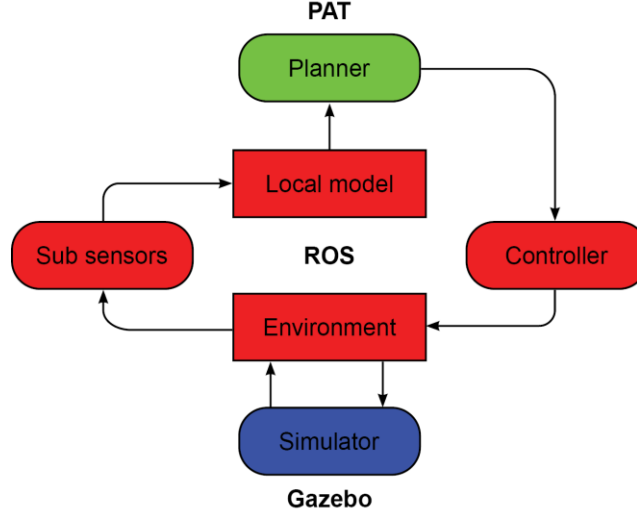 PAT
Planner
Local model
Sub sensors
ROS
Controller
Environment
Simulator
Gazebo